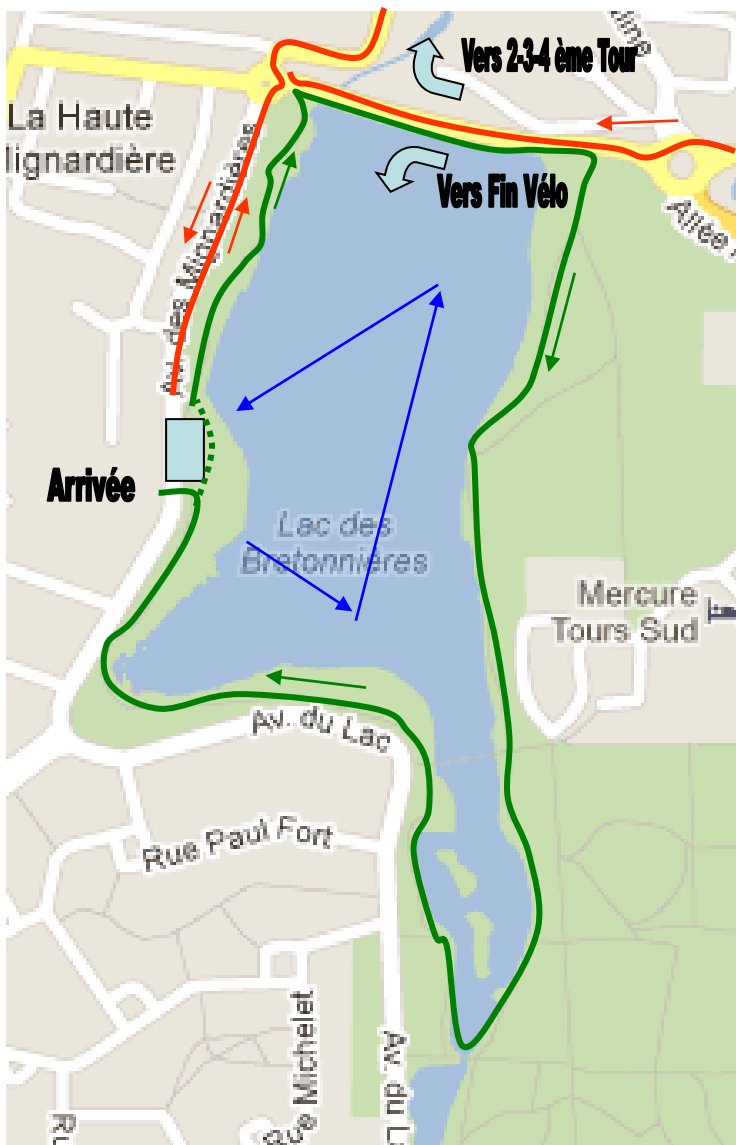 Vers 2-3-4 ème Tour
La Haute
lignardière
Vers Fin Vélo
Allée
Av. des Mignardières
Arrivée
Lac des
Bretonnières
Mercure
Tours Sud
Av. du Lac
Rue Paul Fort
Michelet
Av. du L